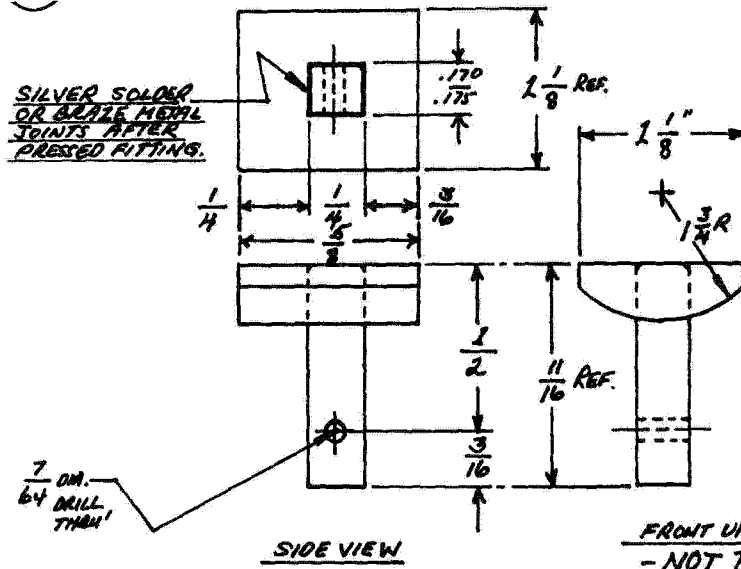 SILVER SOLDER
OR BRAZE METAL
JOINTS AFTER
PRESSED FITTING.
.170
.175
1 1/8 REF.
1 1/8"
1 3/4 R
1/4
1/4
3/16
1/2
11/16 REF.
3/16
7/64 DIA.
DRILL
THRU'
SIDE VIEW
FRONT
- NOT